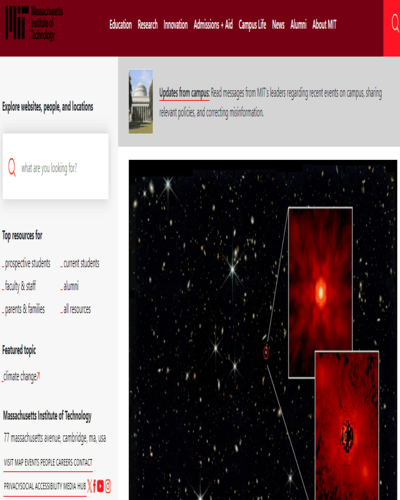 Massachusetts
Institute of
Technology
Education Research Innovation Admissions + Aid Campus Life News Alumni About MIT
Explore websites, people, and locations
what are you looking for?
Top resources for
prospective students
current students
faculty & staff
alumni
parents & families
all resources
Featured topic
climate change
Massachusetts Institute of Technology
77 massachusetts avenue, cambridge, ma, usa
VISIT MAP EVENTS PEOPLE CAREERS CONTACT
PRIVACYSOCIAL ACCESSIBILITY MEDIA HUB
Updates from campus: Read messages from MIT's leaders regarding recent events on campus, sharing
relevant policies, and correcting misinformation.